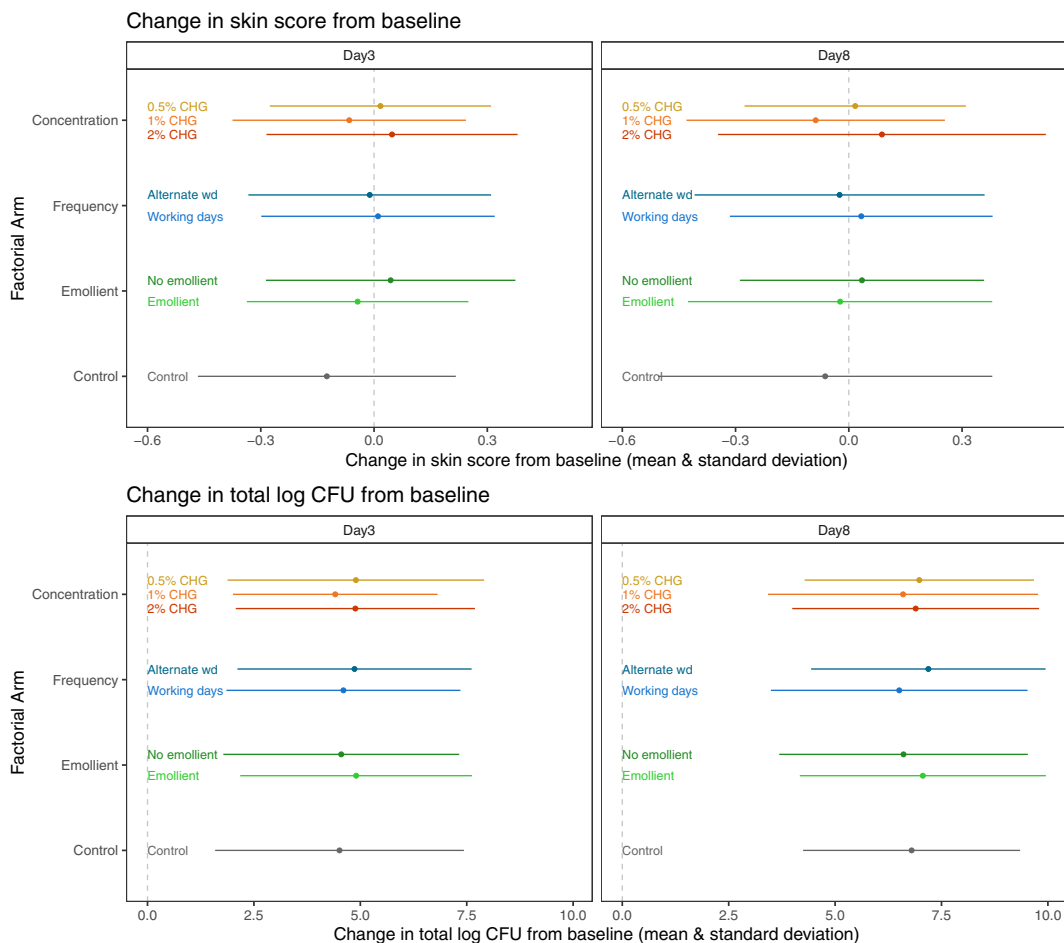 Change in skin score from baseline
Day3
Day8
Factorial Arm
Concentration
Frequency
Emollient
Control
0.5% CHG
1% CHG
2% CHG
Alternate wd
Working days
No emollient
Emollient
Control
0.5% CHG
1% CHG
2% CHG
Alternate wd
Working days
No emollient
Emollient
Control
−0.6 −0.3 0.0 0.3
−0.6 −0.3 0.0 0.3
Change in skin score from baseline (mean & standard deviation)
Change in total log CFU from baseline
Day3
Day8
Factorial Arm
Concentration
Frequency
Emollient
Control
0.5% CHG
1% CHG
2% CHG
Alternate wd
Working days
No emollient
Emollient
Control
0.5% CHG
1% CHG
2% CHG
Alternate wd
Working days
No emollient
Emollient
Control
0.0 2.5 5.0 7.5 10.0
0.0 2.5 5.0 7.5 10.0
Change in total log CFU from baseline (mean & standard deviation)